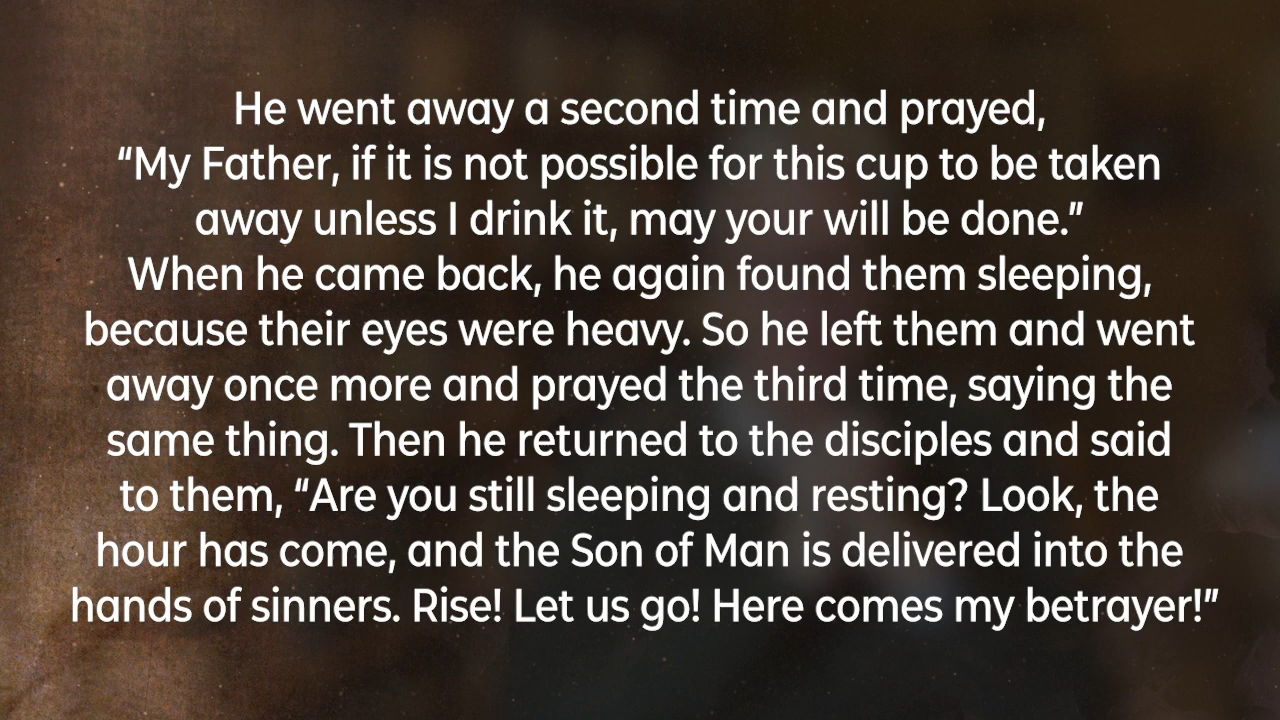 He went away a second time and prayed,
“My Father, if it is not possible for this cup to be taken
away unless I drink it, may your will be done.”
When he came back, he again found them sleeping,
because their eyes were heavy. So he left them and went
away once more and prayed the third time, saying the
same thing. Then he returned to the disciples and said
to them, “Are you still sleeping and resting? Look, the
hour has come, and the Son of Man is delivered into the
hands of sinners. Rise! Let us go! Here comes my betrayer!”